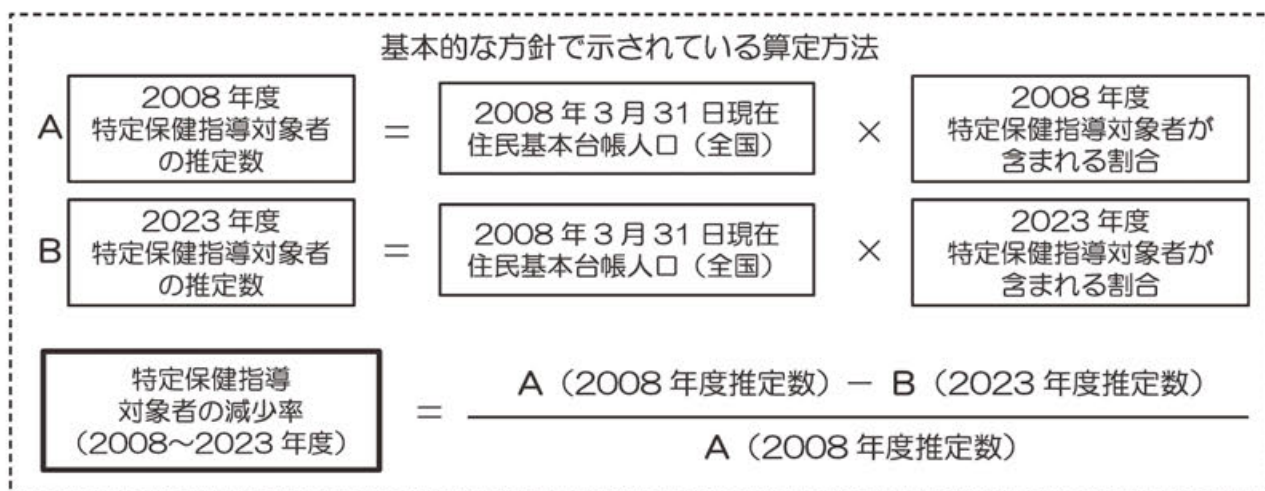 基本的な方針で示されている算定方法
A
2008 年度
特定保健指導対象者
の推定数
＝
2008 年 3 月 31 日現在
住民基本台帳人口（全国）
×
2008 年度
特定保健指導対象者が
含まれる割合
B
2023 年度
特定保健指導対象者
の推定数
＝
2008 年 3 月 31 日現在
住民基本台帳人口（全国）
×
2023 年度
特定保健指導対象者が
含まれる割合
特定保健指導
対象者の減少率
（2008～2023 年度）
＝
A（2008 年度推定数）－ B（2023 年度推定数）
A（2008 年度推定数）